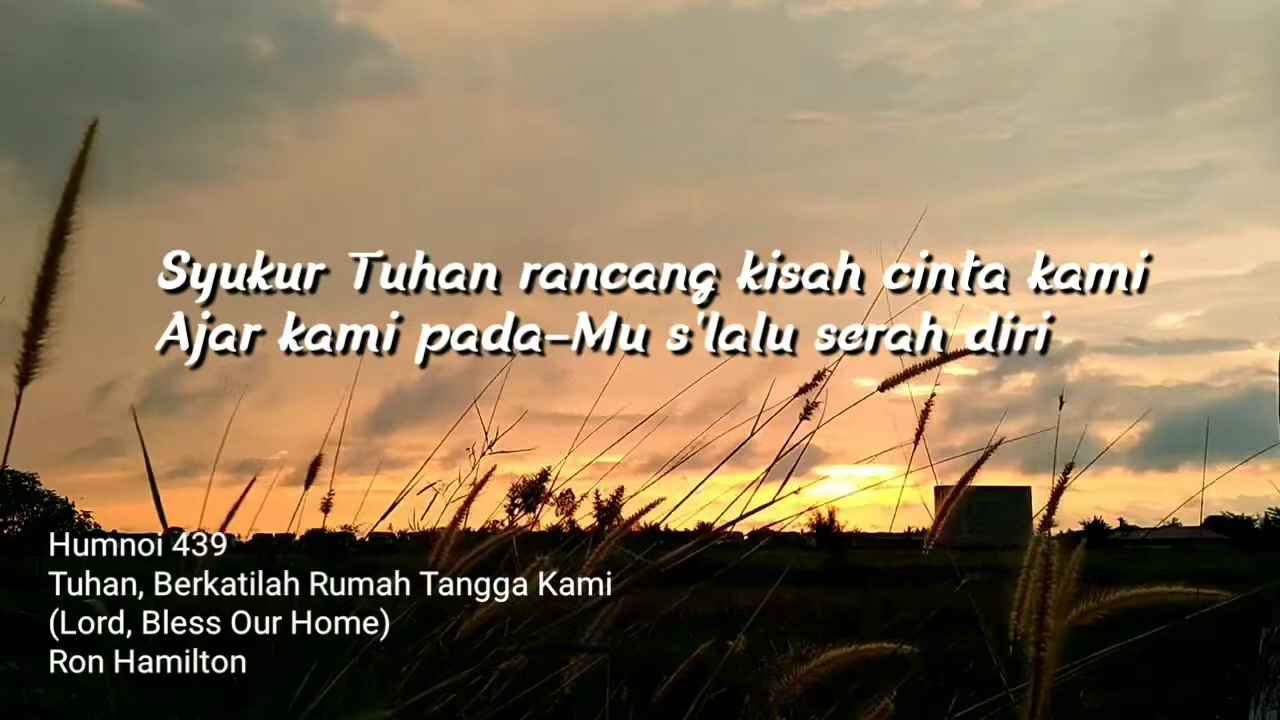 Syukur Tuhan rancang kisah cinta kami
Ajar kami pada-Mu s'lalu serah diri
Humnoi 439
Tuhan, Berkatilah Rumah Tangga Kami
(Lord, Bless Our Home)
Ron Hamilton